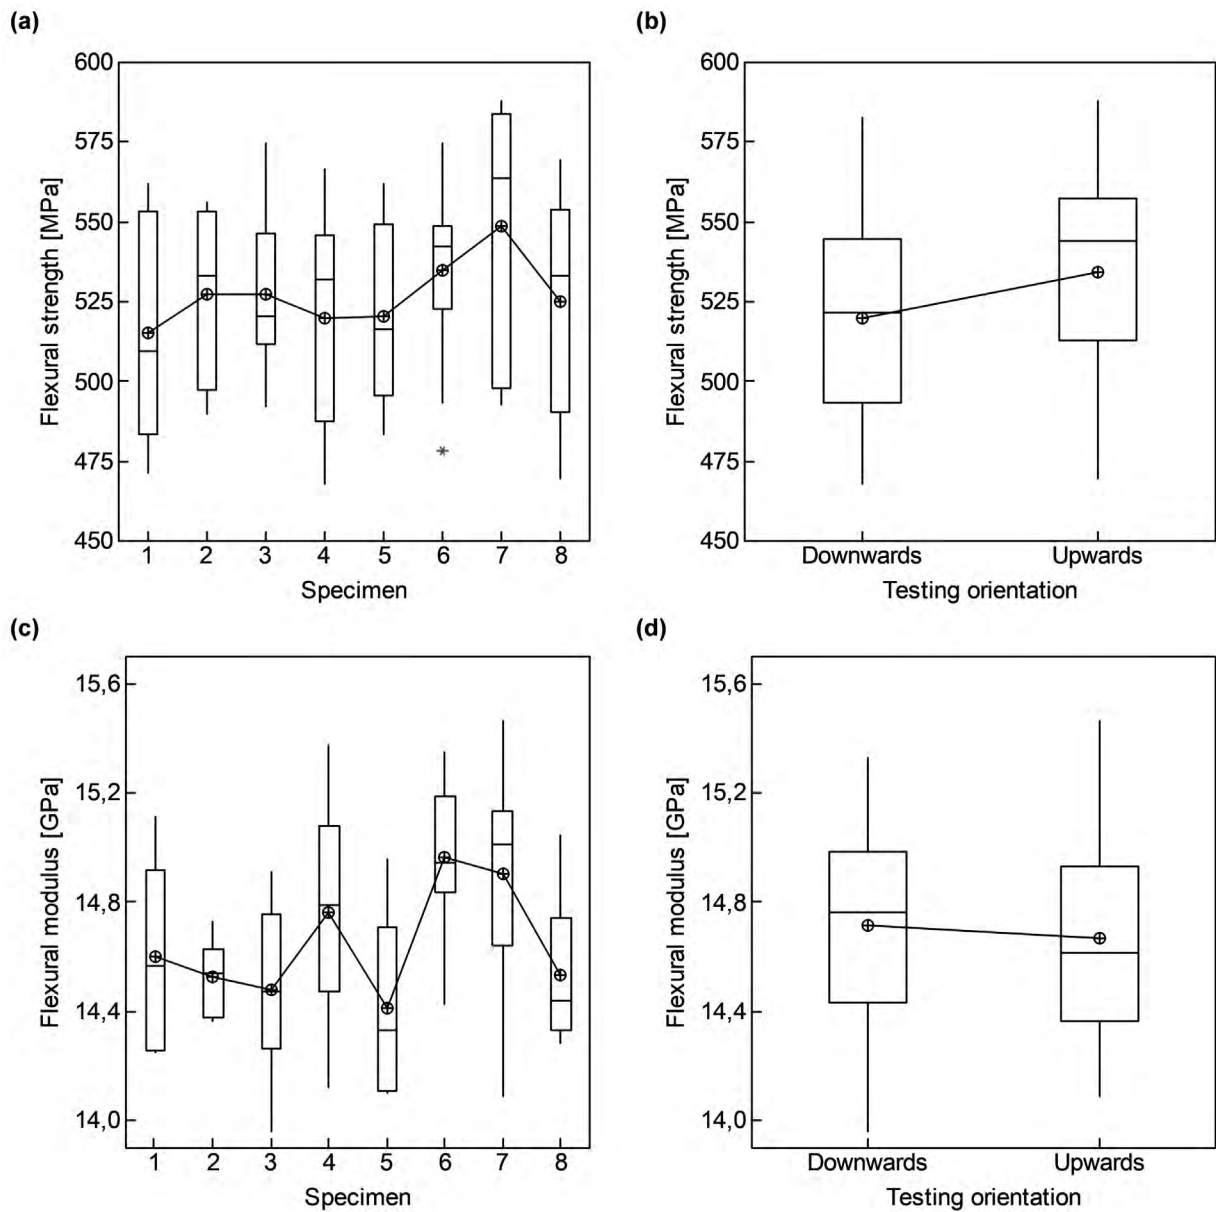 (a)
600
575
550
525
500
475
450
Flexural strength [MPa]
1 2 3 4 5 6 7 8
Specimen
(b)
600
575
550
525
500
475
450
Flexural strength [MPa]
Downwards Upwards
Testing orientation
(c)
15,6
15,2
14,8
14,4
14,0
Flexural modulus [GPa]
1 2 3 4 5 6 7 8
Specimen
(d)
15,6
15,2
14,8
14,4
14,0
Flexural modulus [GPa]
Downwards Upwards
Testing orientation